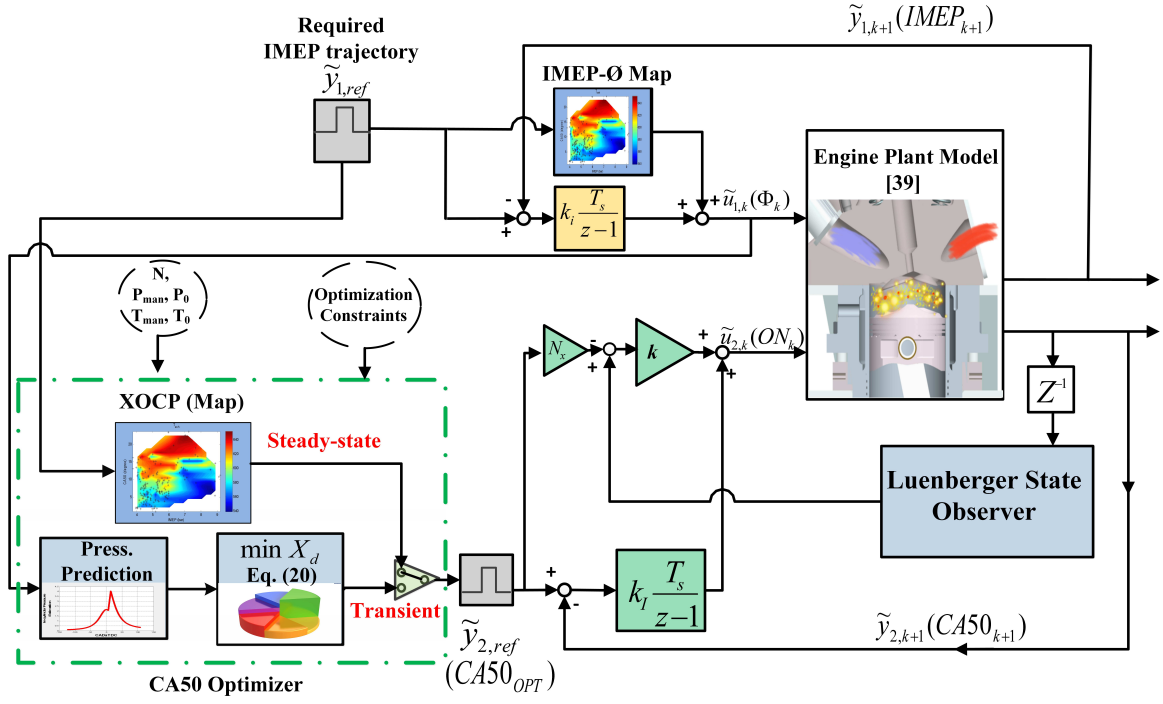 Required
IMEP trajectory
ỹ1,ref
ỹ1,k+1(IMEPk+1)
IMEP-Ø Map
-
+
ki Ts/z−1
+
+
ũ1,k(Φk)
Engine Plant Model
[39]
N,
Pman, P0
Tman, T0
Optimization
Constraints
Nx
-
+
k
+
+
ũ2,k(ONk)
Z-1
Luenberger State
Observer
XOCP (Map)
Steady-state
Press.
Prediction
min Xd
Eq. (20)
Transient
CA50 Optimizer
ỹ2,ref
(CA50OPT)
+
-
kI Ts/z−1
ỹ2,k+1(CA50k+1)